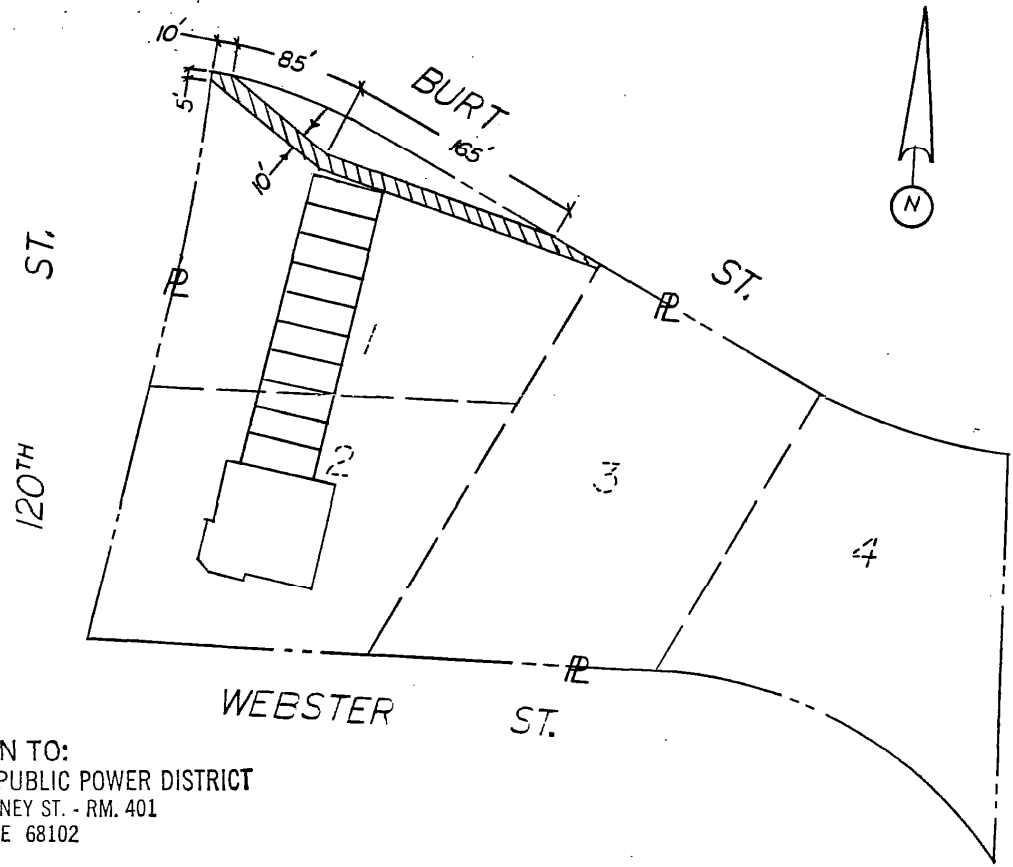 10'
85'
5'
BURT
165'
10'
N
ST.
ST.
PL
PL
1
120TH
2
3
4
PL
WEBSTER ST.
N TO:
PUBLIC POWER DISTRICT
NEY ST. - RM. 401
E 68102